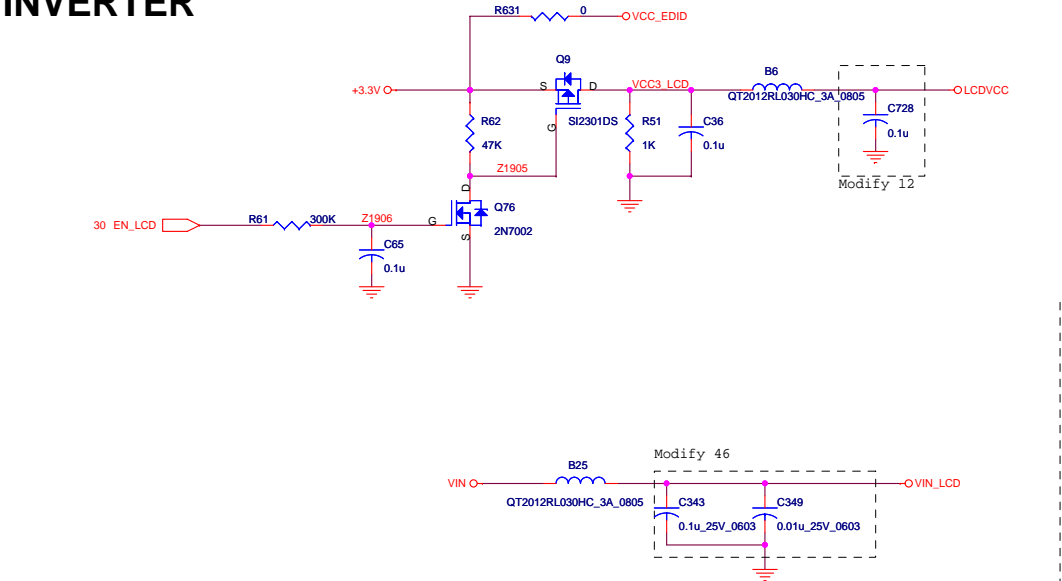 INVERTER
R631
0
VCC_EDID
Q9
+3.3V
S
D
VCC3_LCD
B6
LCDVCC
QT2012RL030HC_3A_0805
C728
0.1u
G
SI2301DS
R62
47K
R51
1K
C36
0.1u
Z1905
Modify 12
D
30 EN_LCD
R61
300K
Z1906
G
Q76
2N7002
S
C65
0.1u
Modify 46
B25
VIN
VIN_LCD
QT2012RL030HC_3A_0805
C343
0.1u_25V_0603
C349
0.01u_25V_0603